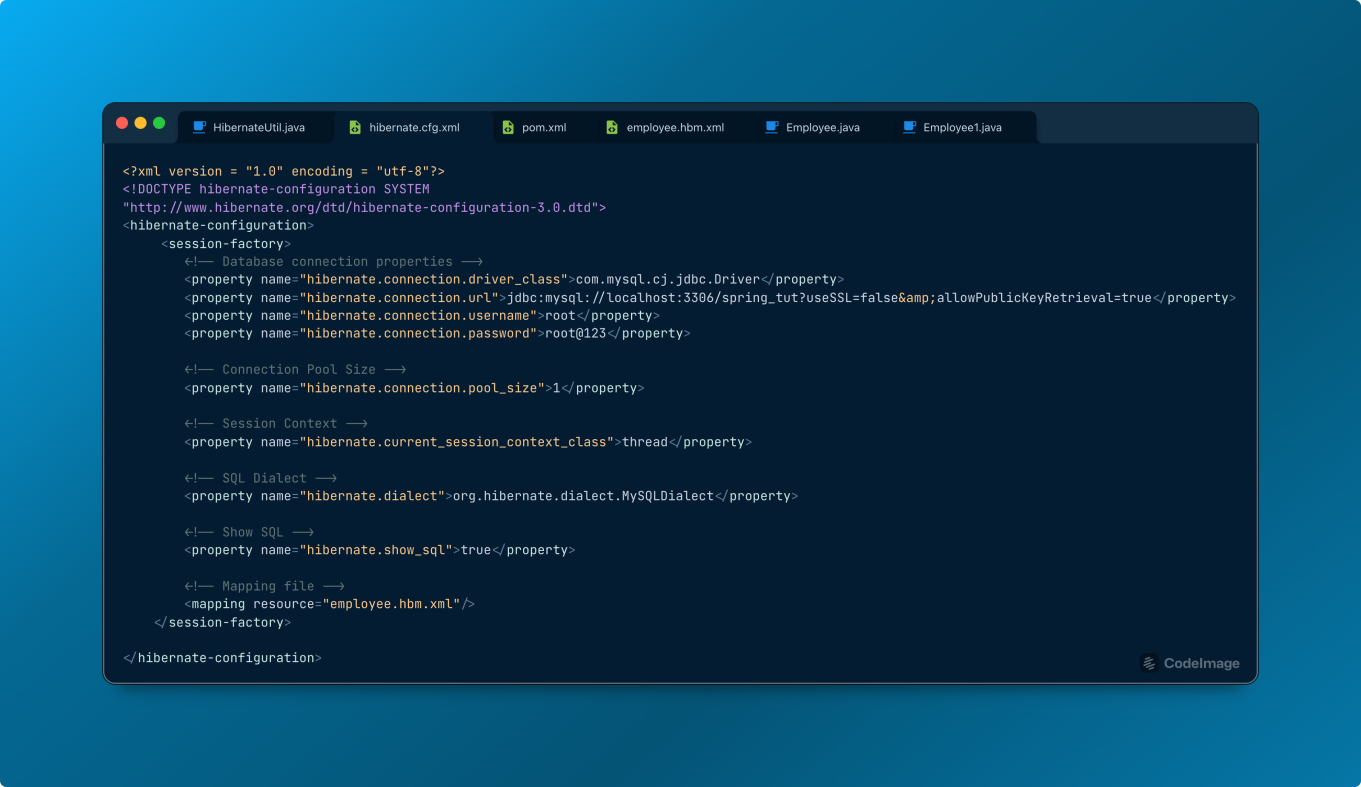 HibernateUtil.java hibernate.cfg.xml pom.xml employee.hbm.xml Employee.java Employee1.java
<?xml version = "1.0" encoding = "utf-8"?>
<!DOCTYPE hibernate-configuration SYSTEM
"http://www.hibernate.org/dtd/hibernate-configuration-3.0.dtd">
<hibernate-configuration>
     <session-factory>
        <!-- Database connection properties -->
        <property name="hibernate.connection.driver_class">com.mysql.cj.jdbc.Driver</property>
        <property name="hibernate.connection.url">jdbc:mysql://localhost:3306/spring_tut?useSSL=false&amp;allowPublicKeyRetrieval=true</property>
        <property name="hibernate.connection.username">root</property>
        <property name="hibernate.connection.password">root@123</property>

        <!-- Connection Pool Size -->
        <property name="hibernate.connection.pool_size">1</property>

        <!-- Session Context -->
        <property name="hibernate.current_session_context_class">thread</property>

        <!-- SQL Dialect -->
        <property name="hibernate.dialect">org.hibernate.dialect.MySQLDialect</property>

        <!-- Show SQL -->
        <property name="hibernate.show_sql">true</property>

        <!-- Mapping file -->
        <mapping resource="employee.hbm.xml"/>
    </session-factory>

</hibernate-configuration>
CodeImage